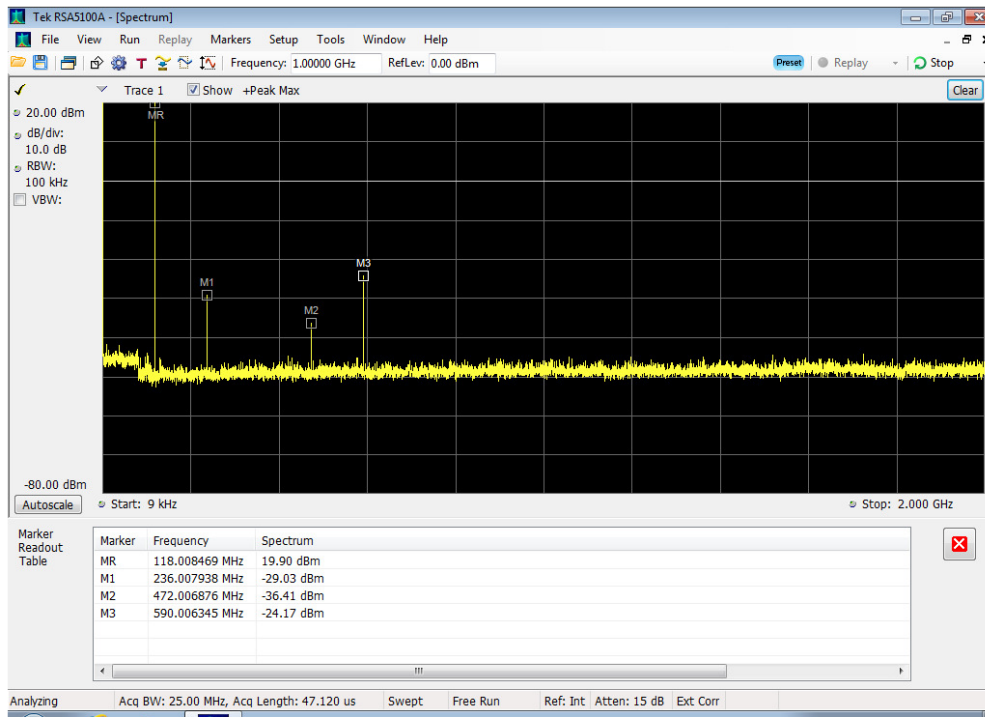 Tek RSA5100A - [Spectrum]
File View Run Replay Markers Setup Tools Window Help
T Frequency: 1.00000 GHz RefLev: 0.00 dBm Preset Replay Stop
Trace 1 Show +Peak Max Clear
20.00 dBm
dB/div:
10.0 dB
RBW:
100 kHz
VBW:
MR
M1
M2
M3
-80.00 dBm
Autoscale Start: 9 kHz Stop: 2.000 GHz
Marker
Readout
Table
Marker Frequency Spectrum
MR 118.008469 MHz 19.90 dBm
M1 236.007938 MHz -29.03 dBm
M2 472.006876 MHz -36.41 dBm
M3 590.006345 MHz -24.17 dBm
Analyzing Acq BW: 25.00 MHz, Acq Length: 47.120 us Swept Free Run Ref: Int Atten: 15 dB Ext Corr